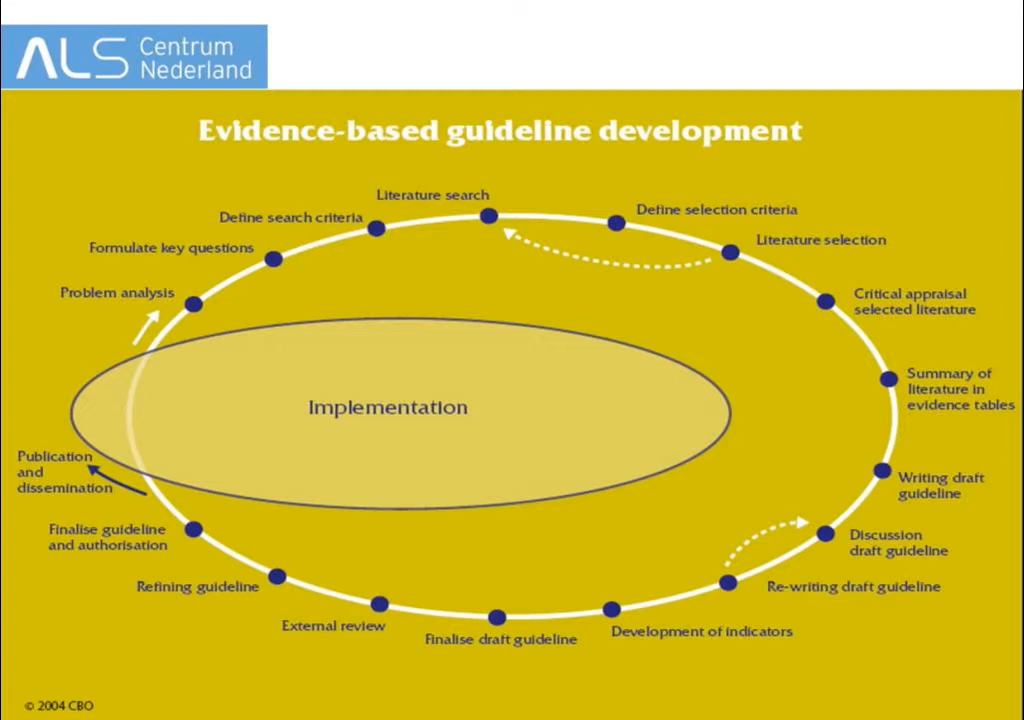 ALS Centrum
Nederland
Evidence-based guideline development
Literature search
Define search criteria
Define selection criteria
Formulate key questions
Literature selection
Problem analysis
Critical appraisal
selected literature
Summary of
literature in
evidence tables
Implementation
Publication
and
dissemination
Writing draft
guideline
Finalise guideline
and authorisation
Discussion
draft guideline
Refining guideline
Re-writing draft guideline
External review
Finalise draft guideline
Development of indicators
© 2004 CBO